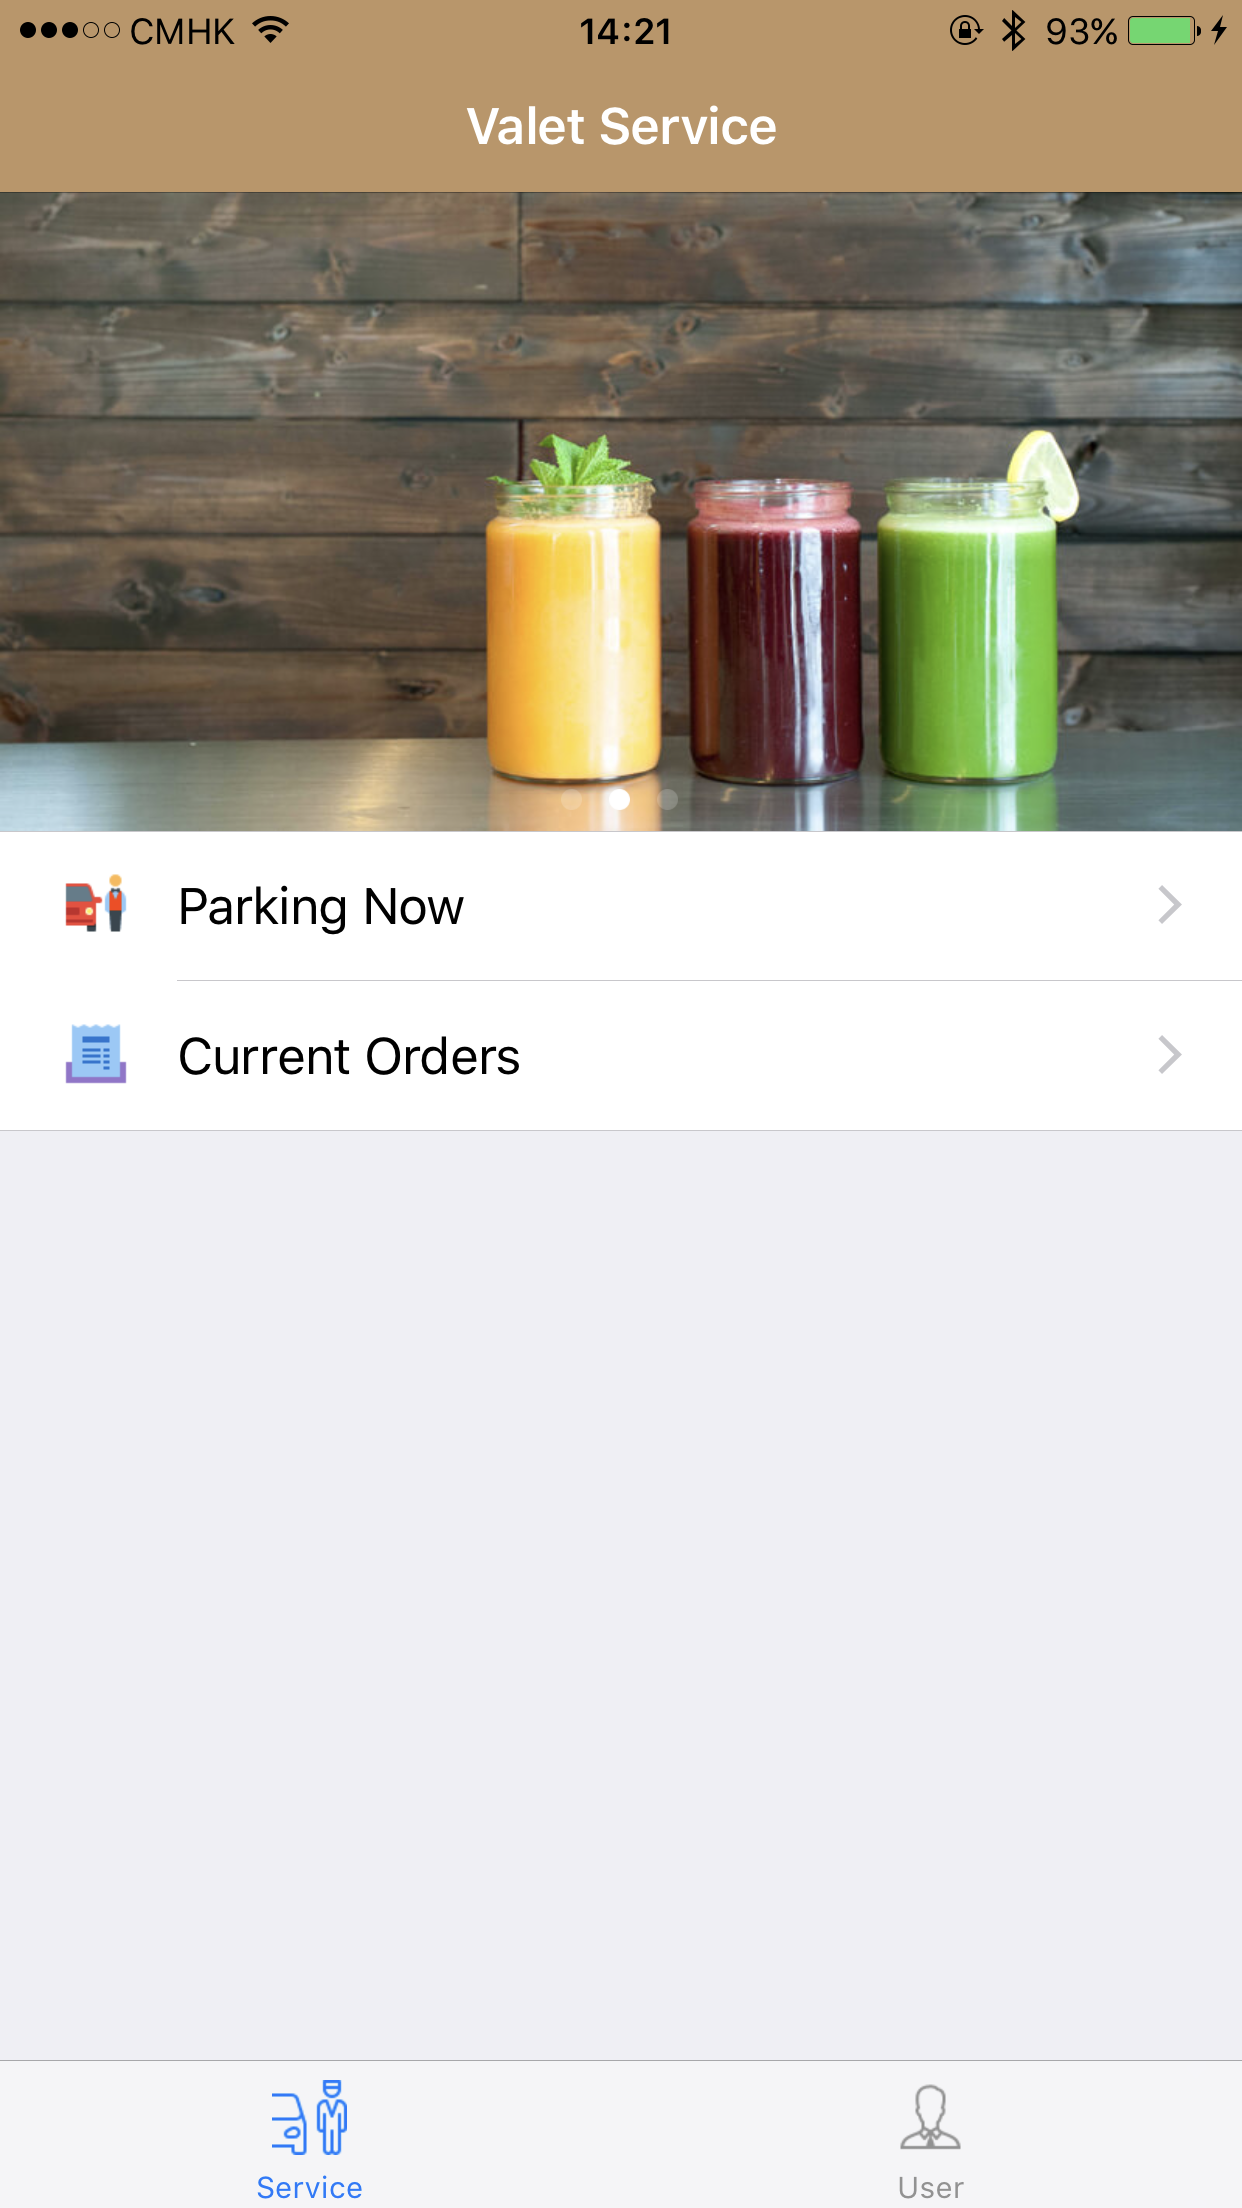 CMHK 14:21 93%
Valet Service
Parking Now
Current Orders
Service User